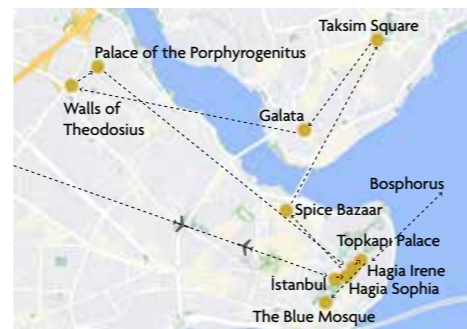 Taksim Square
Palace of the Porphyrogenitus
Walls of
Theodosius
Galata
Bosphorus
Spice Bazaar
Topkapı Palace
Hagia Irene
İstanbul
Hagia Sophia
The Blue Mosque